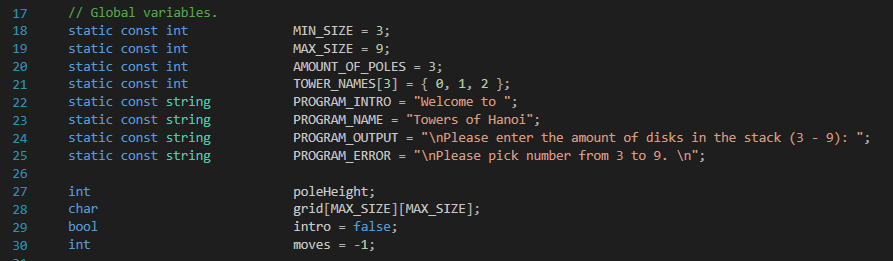 17 // Global variables.
18 static const int MIN_SIZE = 3;
19 static const int MAX_SIZE = 9;
20 static const int AMOUNT_OF_POLES = 3;
21 static const int TOWER_NAMES[3] = { 0, 1, 2 };
22 static const string PROGRAM_INTRO = "Welcome to ";
23 static const string PROGRAM_NAME = "Towers of Hanoi";
24 static const string PROGRAM_OUTPUT = "\nPlease enter the amount of disks in the stack (3 - 9): ";
25 static const string PROGRAM_ERROR = "\nPlease pick number from 3 to 9. \n";
26
27 int poleHeight;
28 char grid[MAX_SIZE][MAX_SIZE];
29 bool intro = false;
30 int moves = -1;